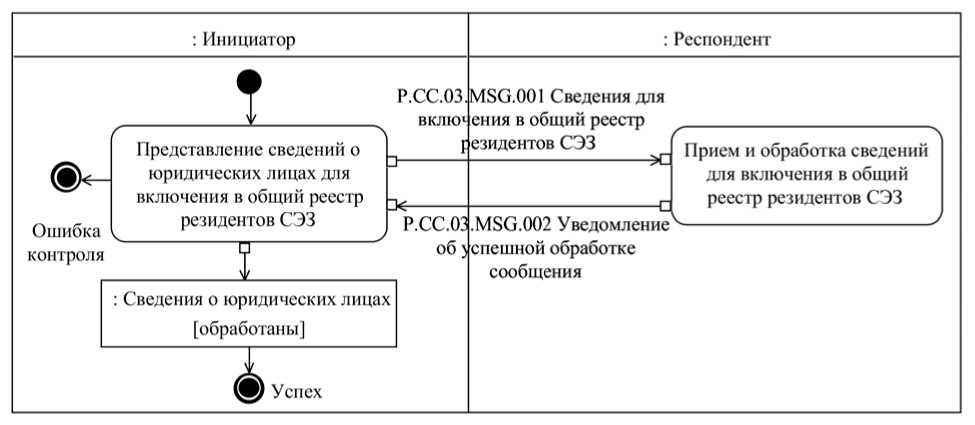 : Инициатор
: Респондент
P.CC.03.MSG.001 Сведения для
включения в общий реестр
резидентов СЭЗ
Представление сведений о
юридических лицах для
включения в общий реестр
резидентов СЭЗ
Прием и обработка сведений
для включения в общий
реестр резидентов СЭЗ
P.CC.03.MSG.002 Уведомление
об успешной обработке
сообщения
Ошибка
контроля
: Сведения о юридических лицах
[обработаны]
Успех